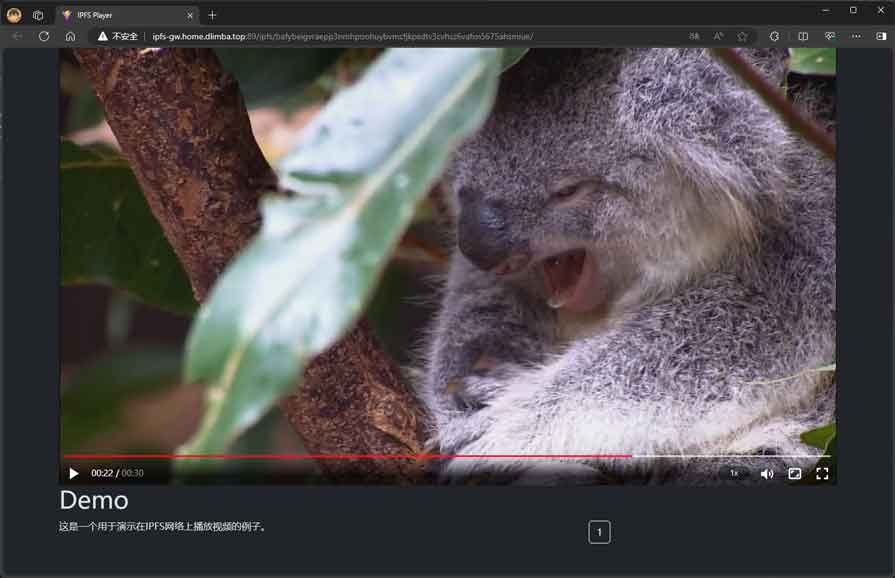 IPFS Player
不安全
ipfs-gw.home.dlimba.top:89/ipfs/
00:22 / 00:30
1x
Demo
这是一个用于演示在IPFS网络上播放视频的例子。
1